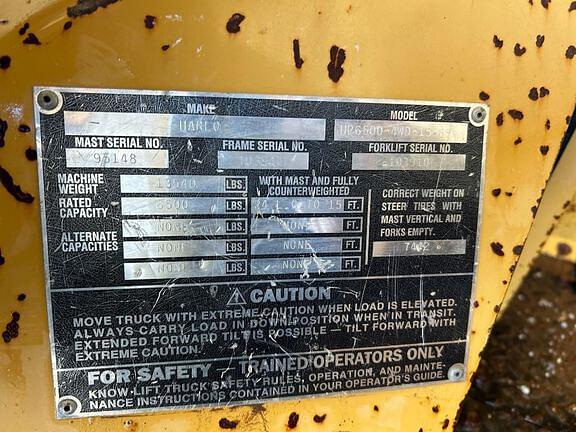 MAKE MODEL
HARLO HP6500-4WD-15
MAST SERIAL NO. FRAME SERIAL NO. FORKLIFT SERIAL NO.
95148
MACHINE WEIGHT 13540 LBS. WITH MAST AND FULLY COUNTERWEIGHTED
RATED CAPACITY 6500 LBS. 24 L.C. TO 15 FT.
ALTERNATE CAPACITIES NONE LBS. NONE FT.
NONE LBS. NONE FT.
NONE LBS. NONE FT.
CORRECT WEIGHT ON
STEER TIRES WITH
MAST VERTICAL AND
FORKS EMPTY.
CAUTION
MOVE TRUCK WITH EXTREME CAUTION WHEN LOAD IS ELEVATED.
ALWAYS CARRY LOAD IN DOWN POSITION WHEN IN TRANSIT.
EXTENDED FORWARD TILT IS POSSIBLE – TILT FORWARD WITH
EXTREME CAUTION.
FOR SAFETY – TRAINED OPERATORS ONLY
KNOW LIFT TRUCK SAFETY RULES, OPERATION, AND MAINTE-
NANCE INSTRUCTIONS CONTAINED IN YOUR OPERATOR'S GUIDE.